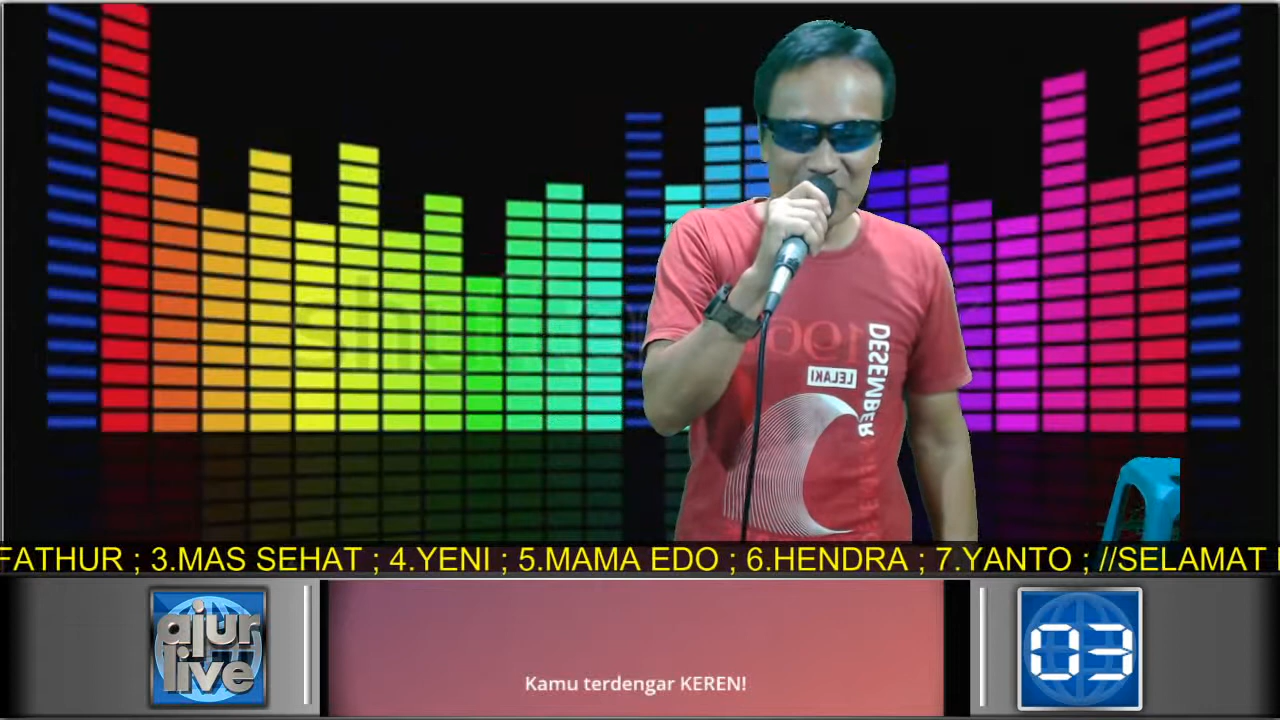 DESEMBER
LELAKI
FATHUR ; 3.MAS SEHAT ; 4.YENI ; 5.MAMA EDO ; 6.HENDRA ; 7.YANTO ; //SELAMAT
ajur
live
Kamu terdengar KEREN!
03